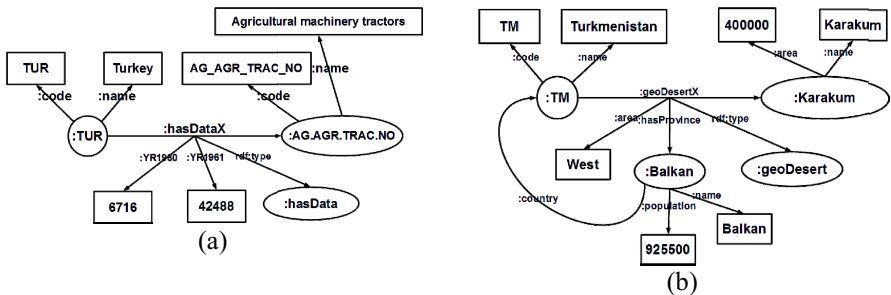 Agricultural machinery tractors
TUR
Turkey
AG_AGR_TRAC_NO
:name
:code
:name
:code
:TUR
:hasDataX
:AG.AGR.TRAC.NO
:YR1960
:YR1961
rdf:type
6716
42488
:hasData
(a)
TM
Turkmenistan
400000
Karakum
:code
:name
:area
:name
:TM
:geoDesertX
:Karakum
:area
:hasProvince
rdf:type
West
:Balkan
:geoDesert
:country
:population
:name
Balkan
925500
(b)